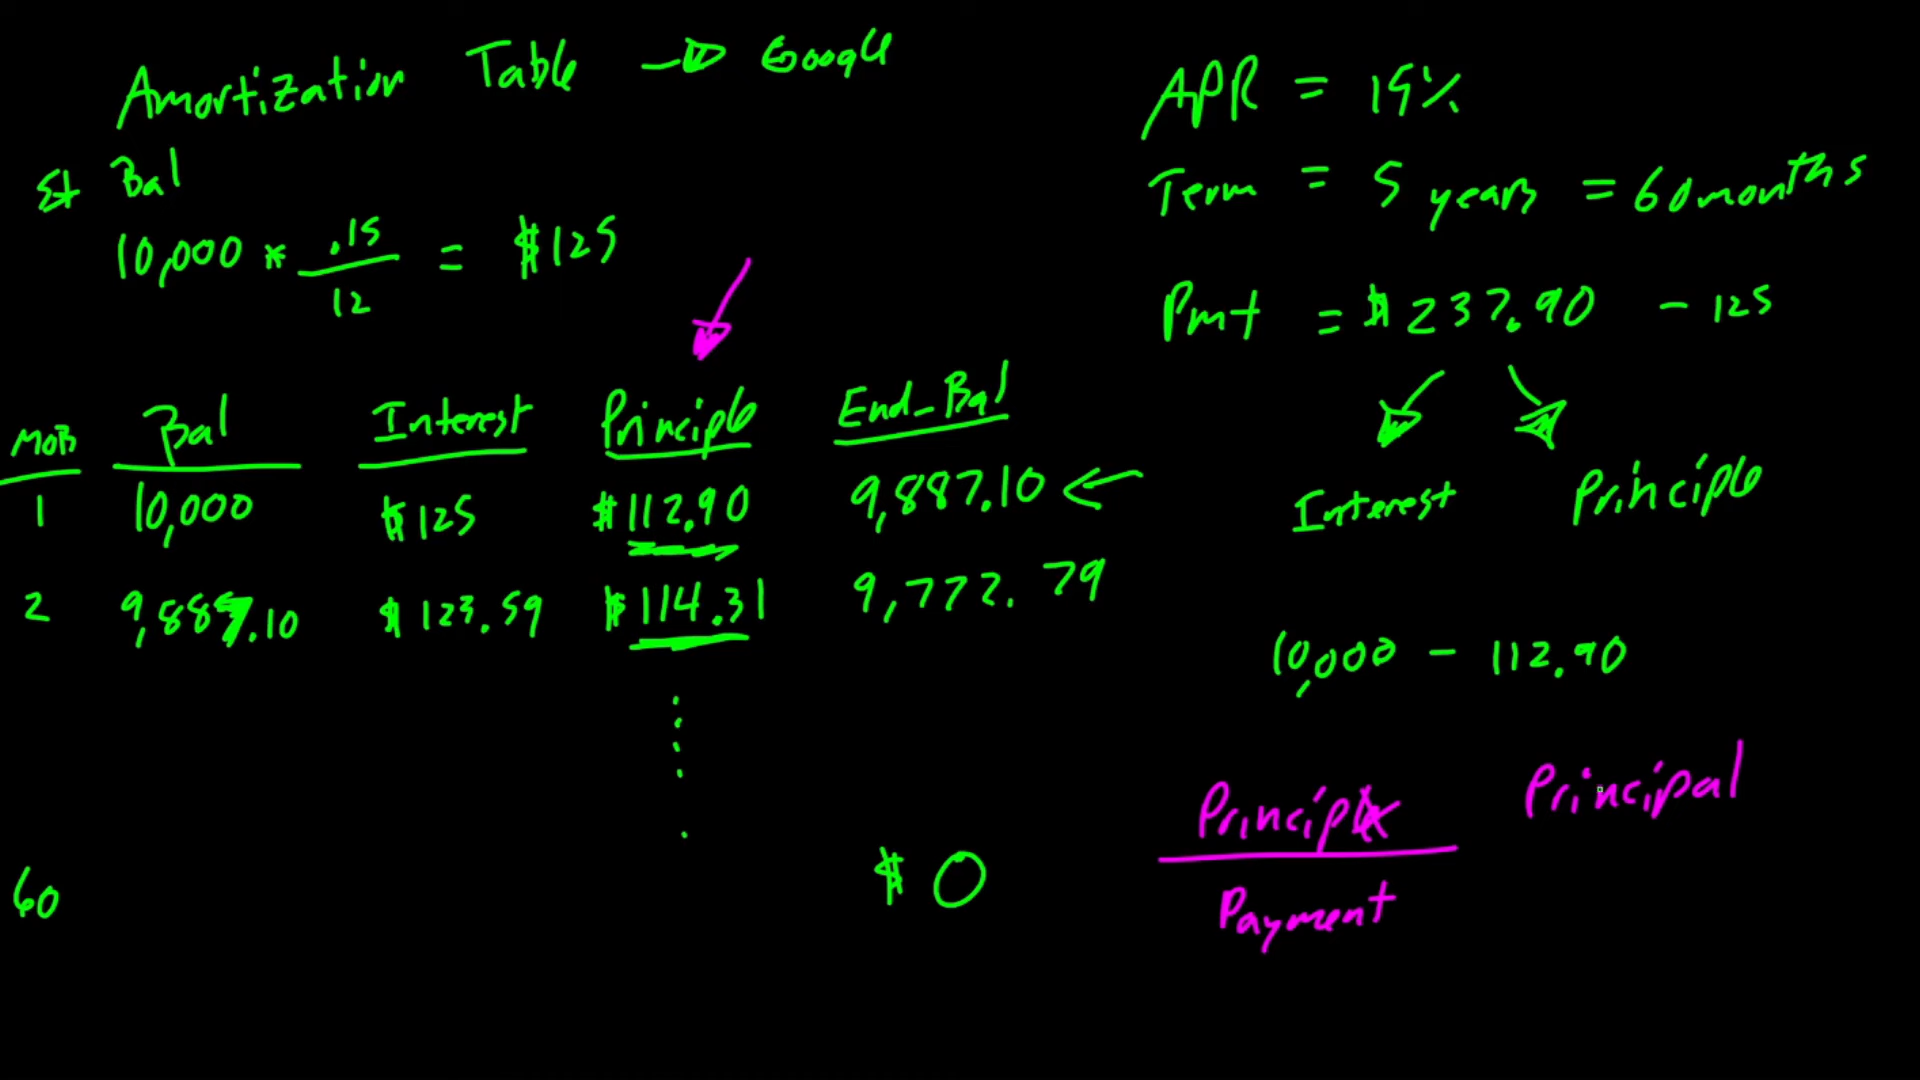 Amortization Table → Google
St Bal
10,000 * .15 / 12 = $125
APR = 15%
Term = 5 years = 60 months
Pmt = $237.90 - 125
Interest Principle
MOB Bal Interest Principle End_Bal
1 10,000 $125 $112.90 9,887.10 ←
2 9,887.10 $123.59 $114.31 9,772.79
60 $0
10,000 - 112.90
Principle Principal
Payment